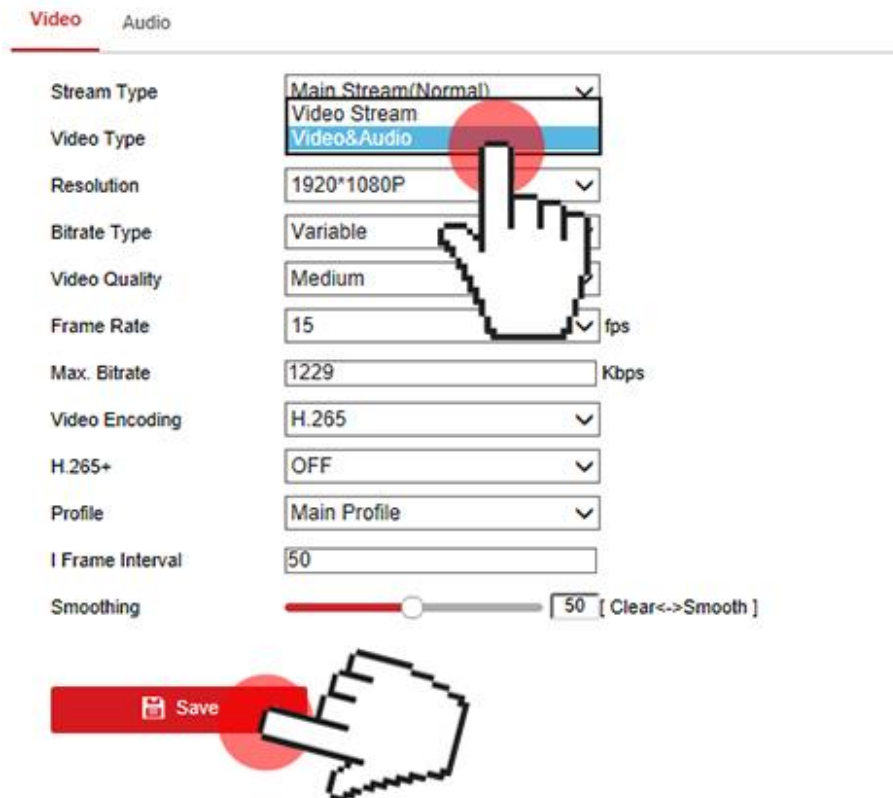 Video Audio
Stream Type Main Stream(Normal)
Video Stream
Video Type Video&Audio
Resolution 1920*1080P
Bitrate Type Variable
Video Quality Medium
Frame Rate 15 fps
Max. Bitrate 1229 Kbps
Video Encoding H.265
H.265+ OFF
Profile Main Profile
I Frame Interval 50
Smoothing 50 [ Clear<->Smooth ]
Save